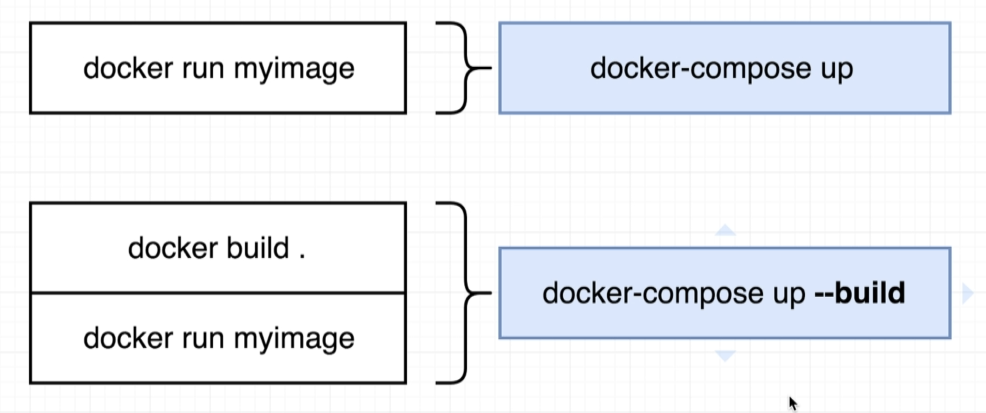 docker run myimage
docker-compose up
docker build .
docker run myimage
docker-compose up --build